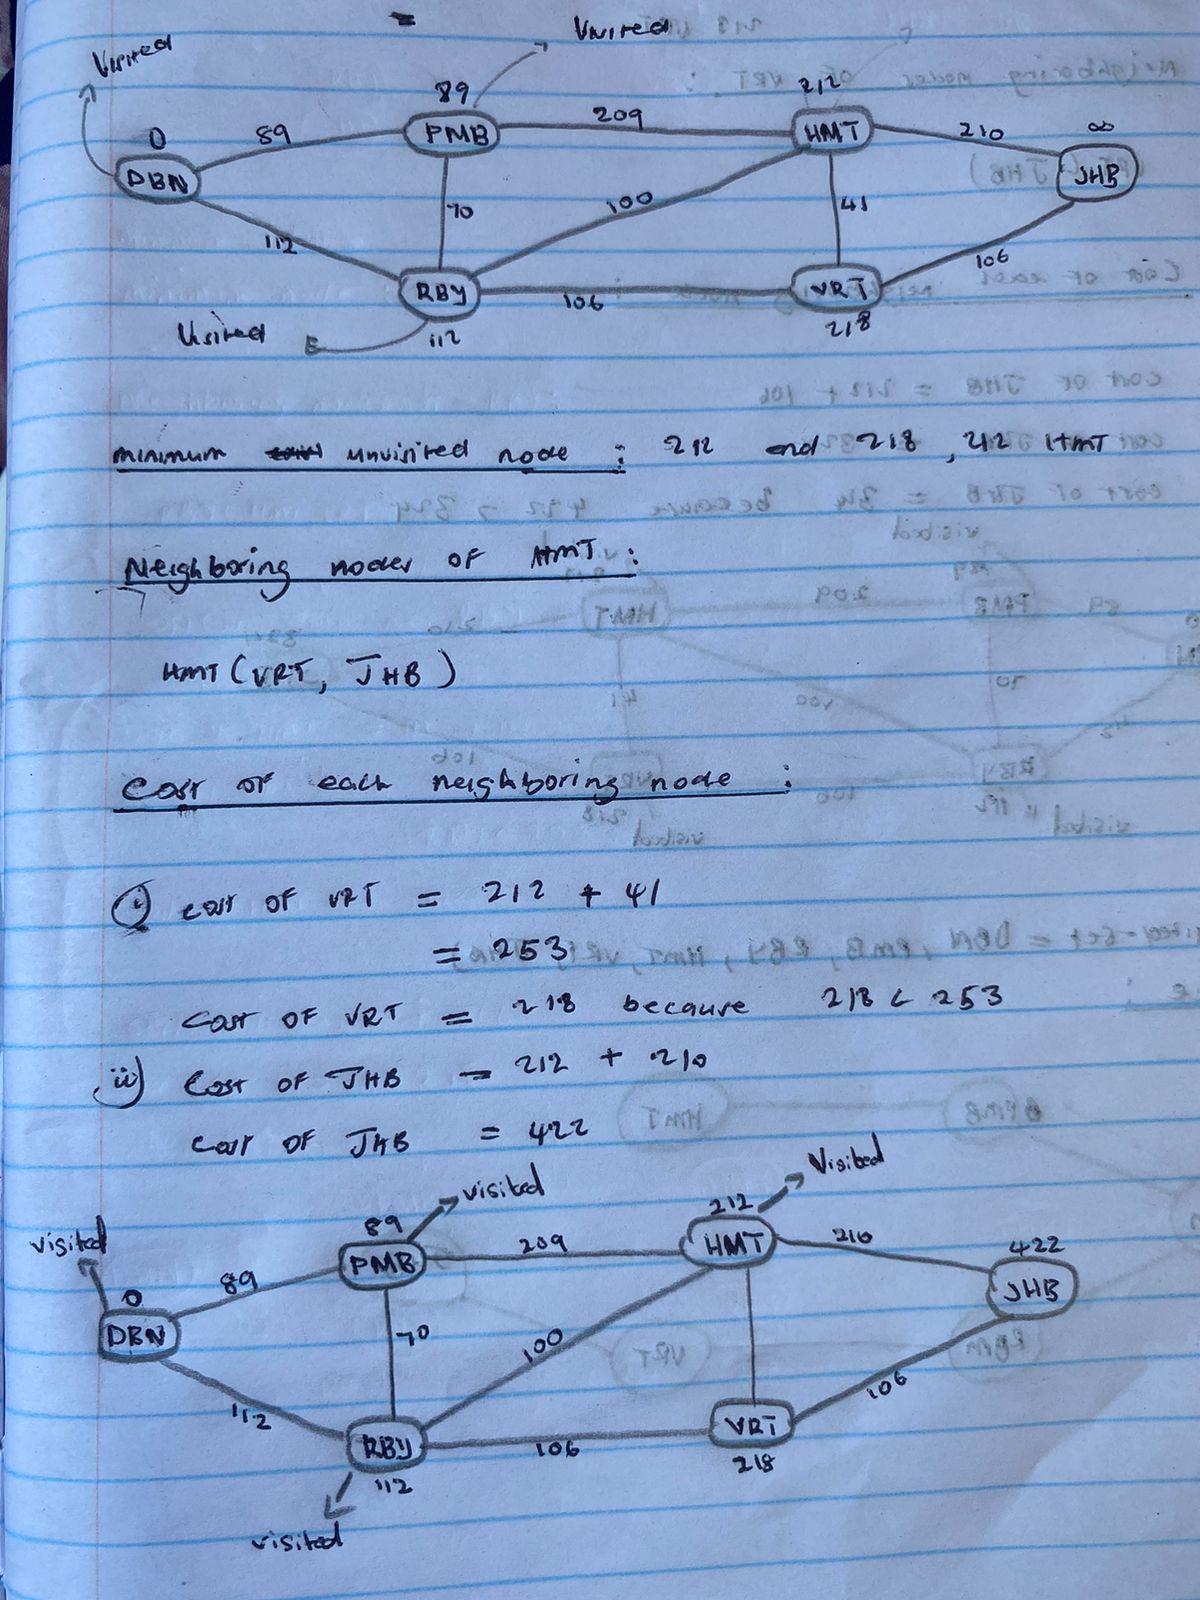 Visited
Visited
89
212
0
89
PMB
209
HMT
210
∞
DBN
JHB
70
100
41
112
106
RBY
106
VRT
Visited
112
218
minimum unvisited node : 212 and 218 , 212 HMT
Neighboring nodes of HMT :
HMT (VRT, JHB)
Cost of each neighboring node :
i) cost of VRT = 212 + 41
= 253
Cost of VRT = 218 because 218 < 253
ii) Cost of JHB = 212 + 210
cost of JHB = 422
Visited
visited
212
89
visited
209
HMT
210
422
PMB
89
JHB
0
DBN
70
100
106
112
VRT
RBY
106
218
112
visited